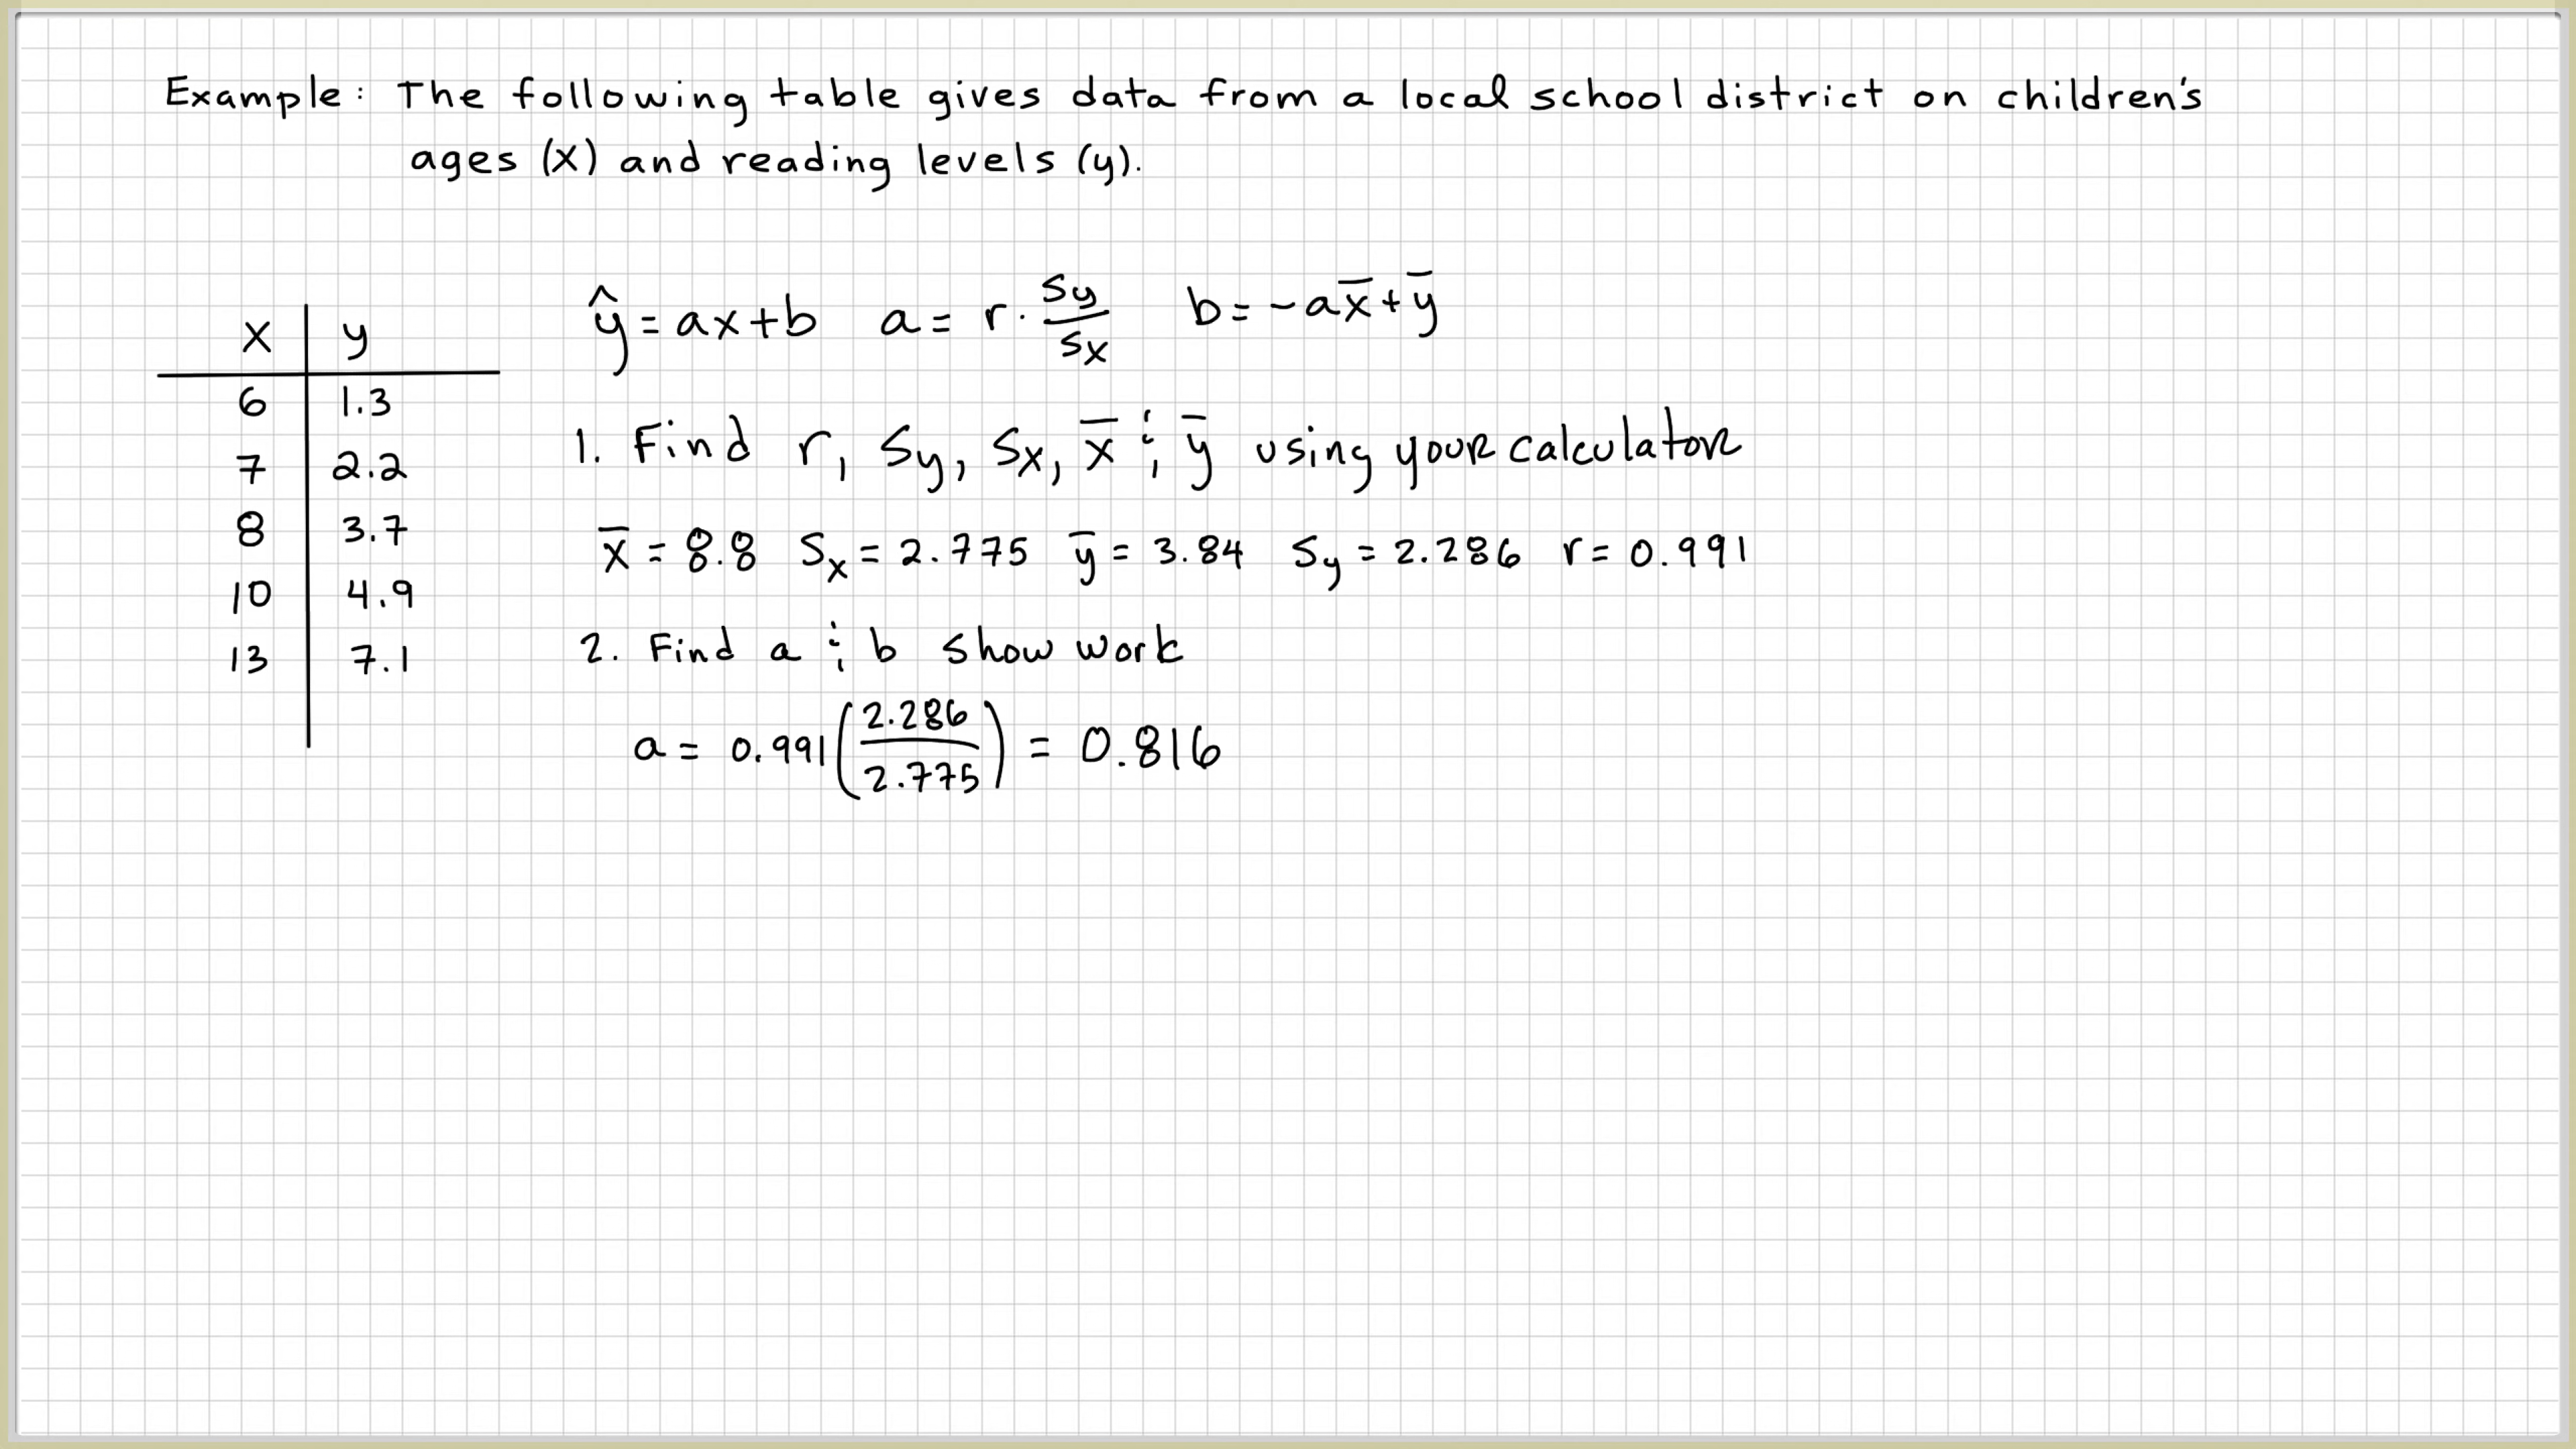 Example: The following table gives data from a local school district on children's
ages (x) and reading levels (y).
ŷ = ax+b a = r · Sy/Sx b = -ax̅ + y̅
x y
6 1.3
7 2.2
8 3.7
10 4.9
13 7.1
1. Find r, Sy, Sx, x̅ & y̅ using your calculator
x̅ = 8.8 Sx = 2.775 y̅ = 3.84 Sy = 2.286 r = 0.991
2. Find a & b show work
a = 0.991(2.286/2.775) = 0.816